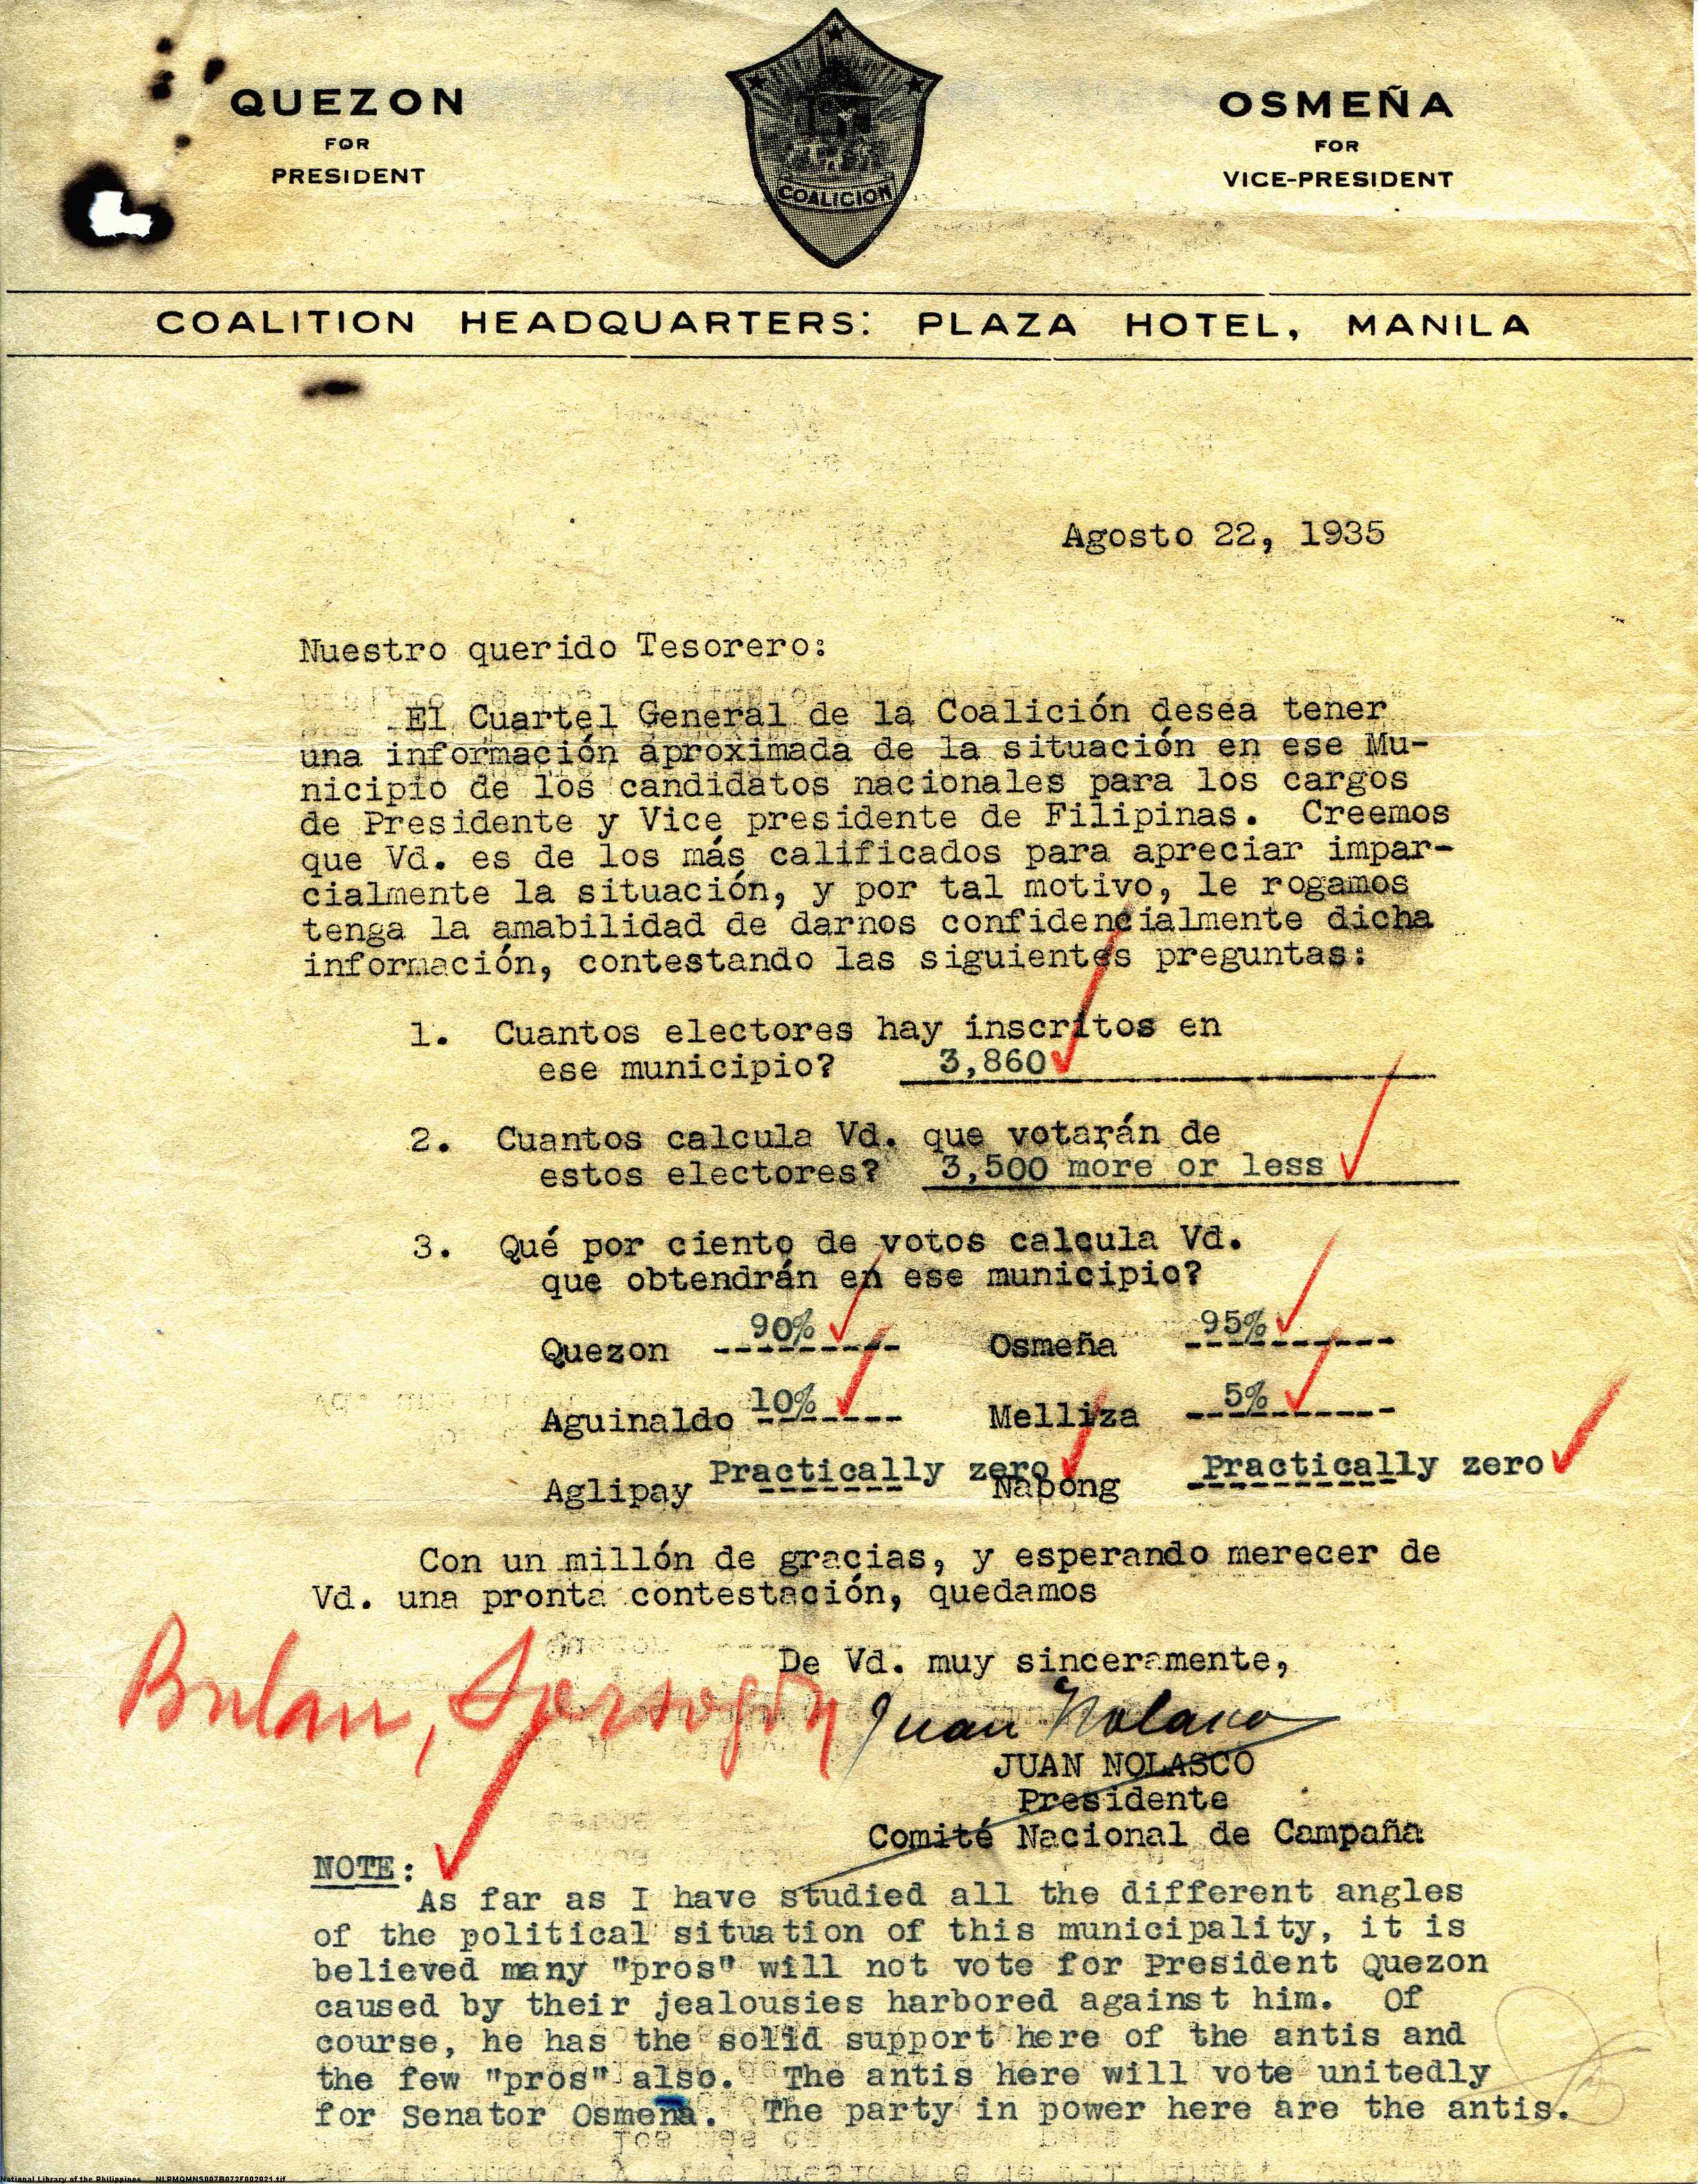 QUEZON
FOR
PRESIDENT
COALICION
OSMEÑA
FOR
VICE-PRESIDENT
COALITION HEADQUARTERS: PLAZA HOTEL, MANILA
Agosto 22, 1935
Nuestro querido Tesorero:
El Cuartel General de la Coalición desea tener
una información aproximada de la situación en ese Mu-
nicipio de los candidatos nacionales para los cargos
de Presidente y Vice presidente de Filipinas. Creemos
que Vd. es de los más calificados para apreciar impar-
cialmente la situación, y por tal motivo, le rogamos
tenga la amabilidad de darnos confidencialmente dicha
información, contestando las siguientes preguntas:
1. Cuantos electores hay inscritos en
ese municipio? 3,860
2. Cuantos calcula Vd. que votarán de
estos electores? 3,500 more or less
3. Qué por ciento de votos calcula Vd.
que obtendrán en ese municipio?
Quezon 90% Osmeña 95%
Aguinaldo 10% Melliza 5%
Aglipay Practically zero Nabong Practically zero
Con un millón de gracias, y esperando merecer de
Vd. una pronta contestación, quedamos
De Vd. muy sinceramente,
Bulan, Sorsogon
Juan Nolasco
JUAN NOLASCO
Presidente
Comité Nacional de Campaña
NOTE:
As far as I have studied all the different angles
of the political situation of this municipality, it is
believed many "pros" will not vote for President Quezon
caused by their jealousies harbored against him. Of
course, he has the solid support here of the antis and
the few "pros" also. The antis here will vote unitedly
for Senator Osmeña. The party in power here are the antis.
National Library of the Philippines NLPMQMNS007B072F002021.tif